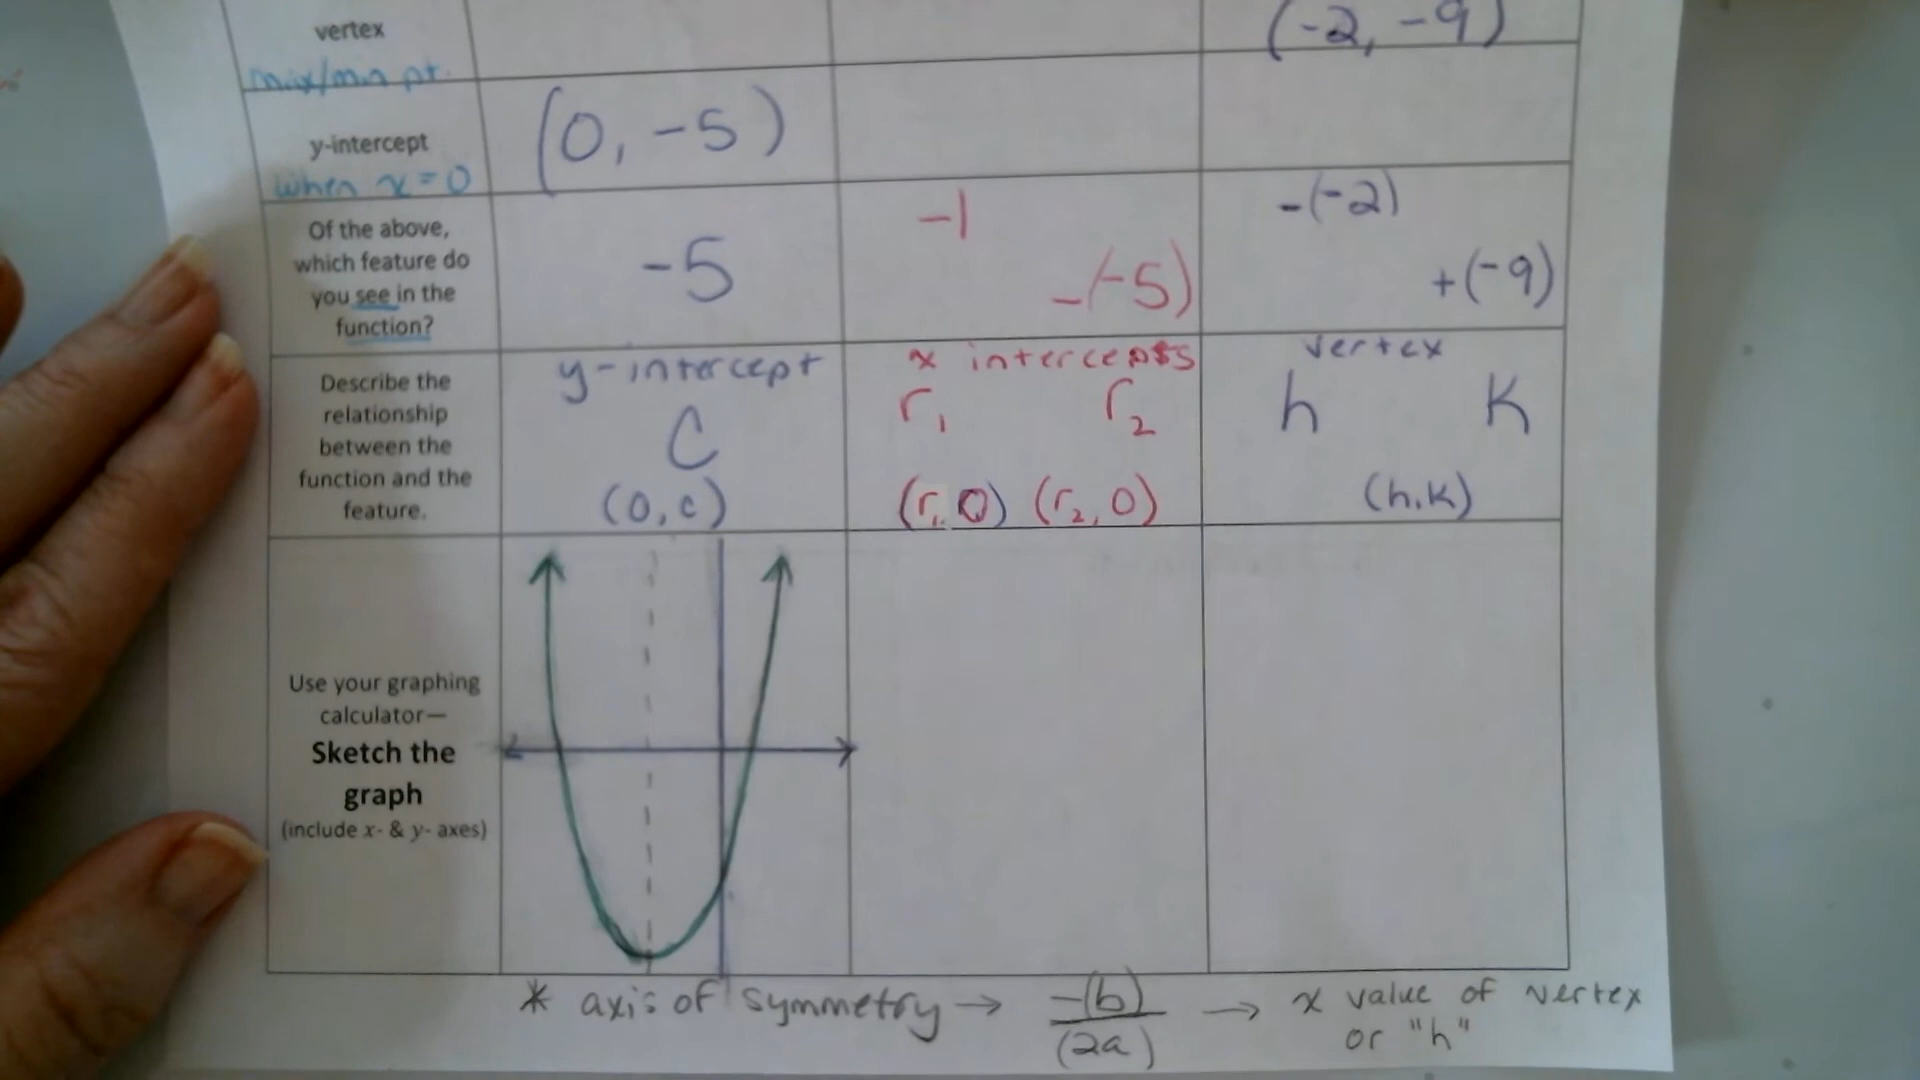 vertex
max/min pt.
(-2, -9)
y-intercept
when x = 0
(0, -5)
Of the above,
which feature do
you see in the
function?
-5
-1
-(-5)
-(-2)
+(-9)
Describe the
relationship
between the
function and the
feature.
y-intercept
C
(0, c)
x intercepts
r₁ r₂
(r₁, 0) (r₂, 0)
vertex
h K
(h,k)
Use your graphing
calculator—
Sketch the
graph
(include x- & y- axes)
* axis of symmetry → -(b)/(2a) → x value of vertex
or "h"